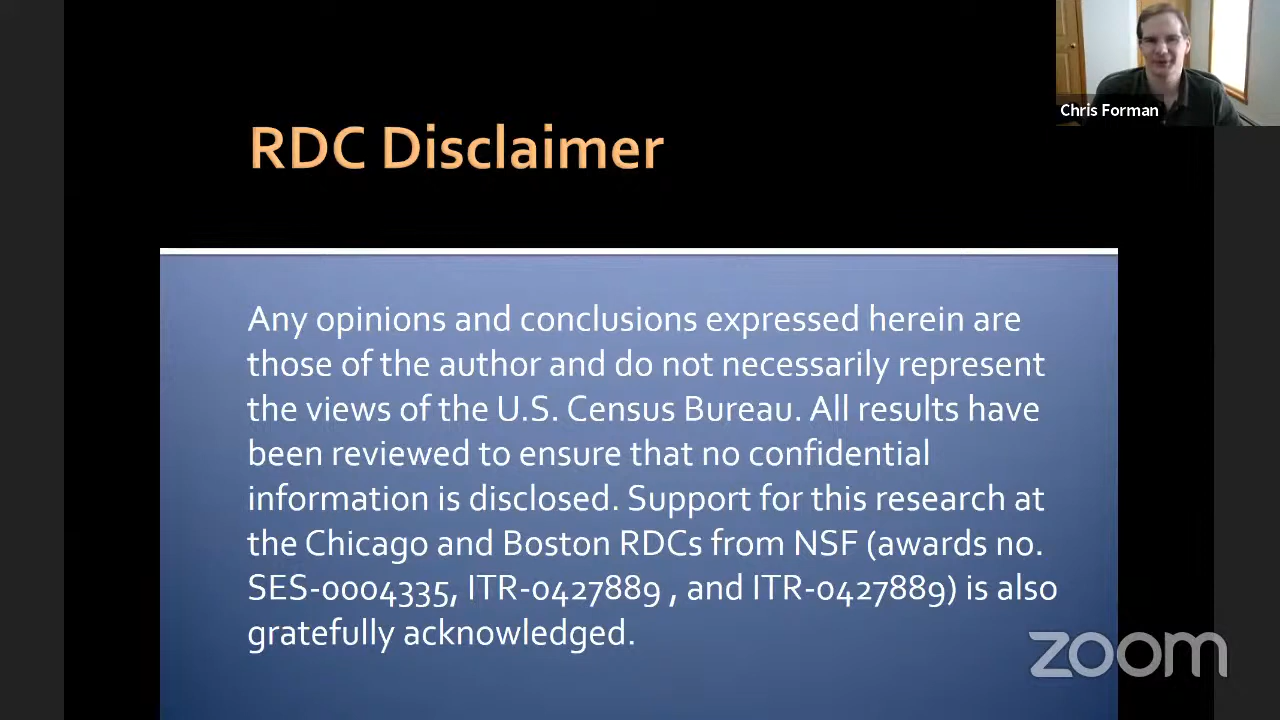 Chris Forman
RDC Disclaimer
Any opinions and conclusions expressed herein are
those of the author and do not necessarily represent
the views of the U.S. Census Bureau. All results have
been reviewed to ensure that no confidential
information is disclosed. Support for this research at
the Chicago and Boston RDCs from NSF (awards no.
SES-0004335, ITR-0427889 , and ITR-0427889) is also
gratefully acknowledged.
zoom